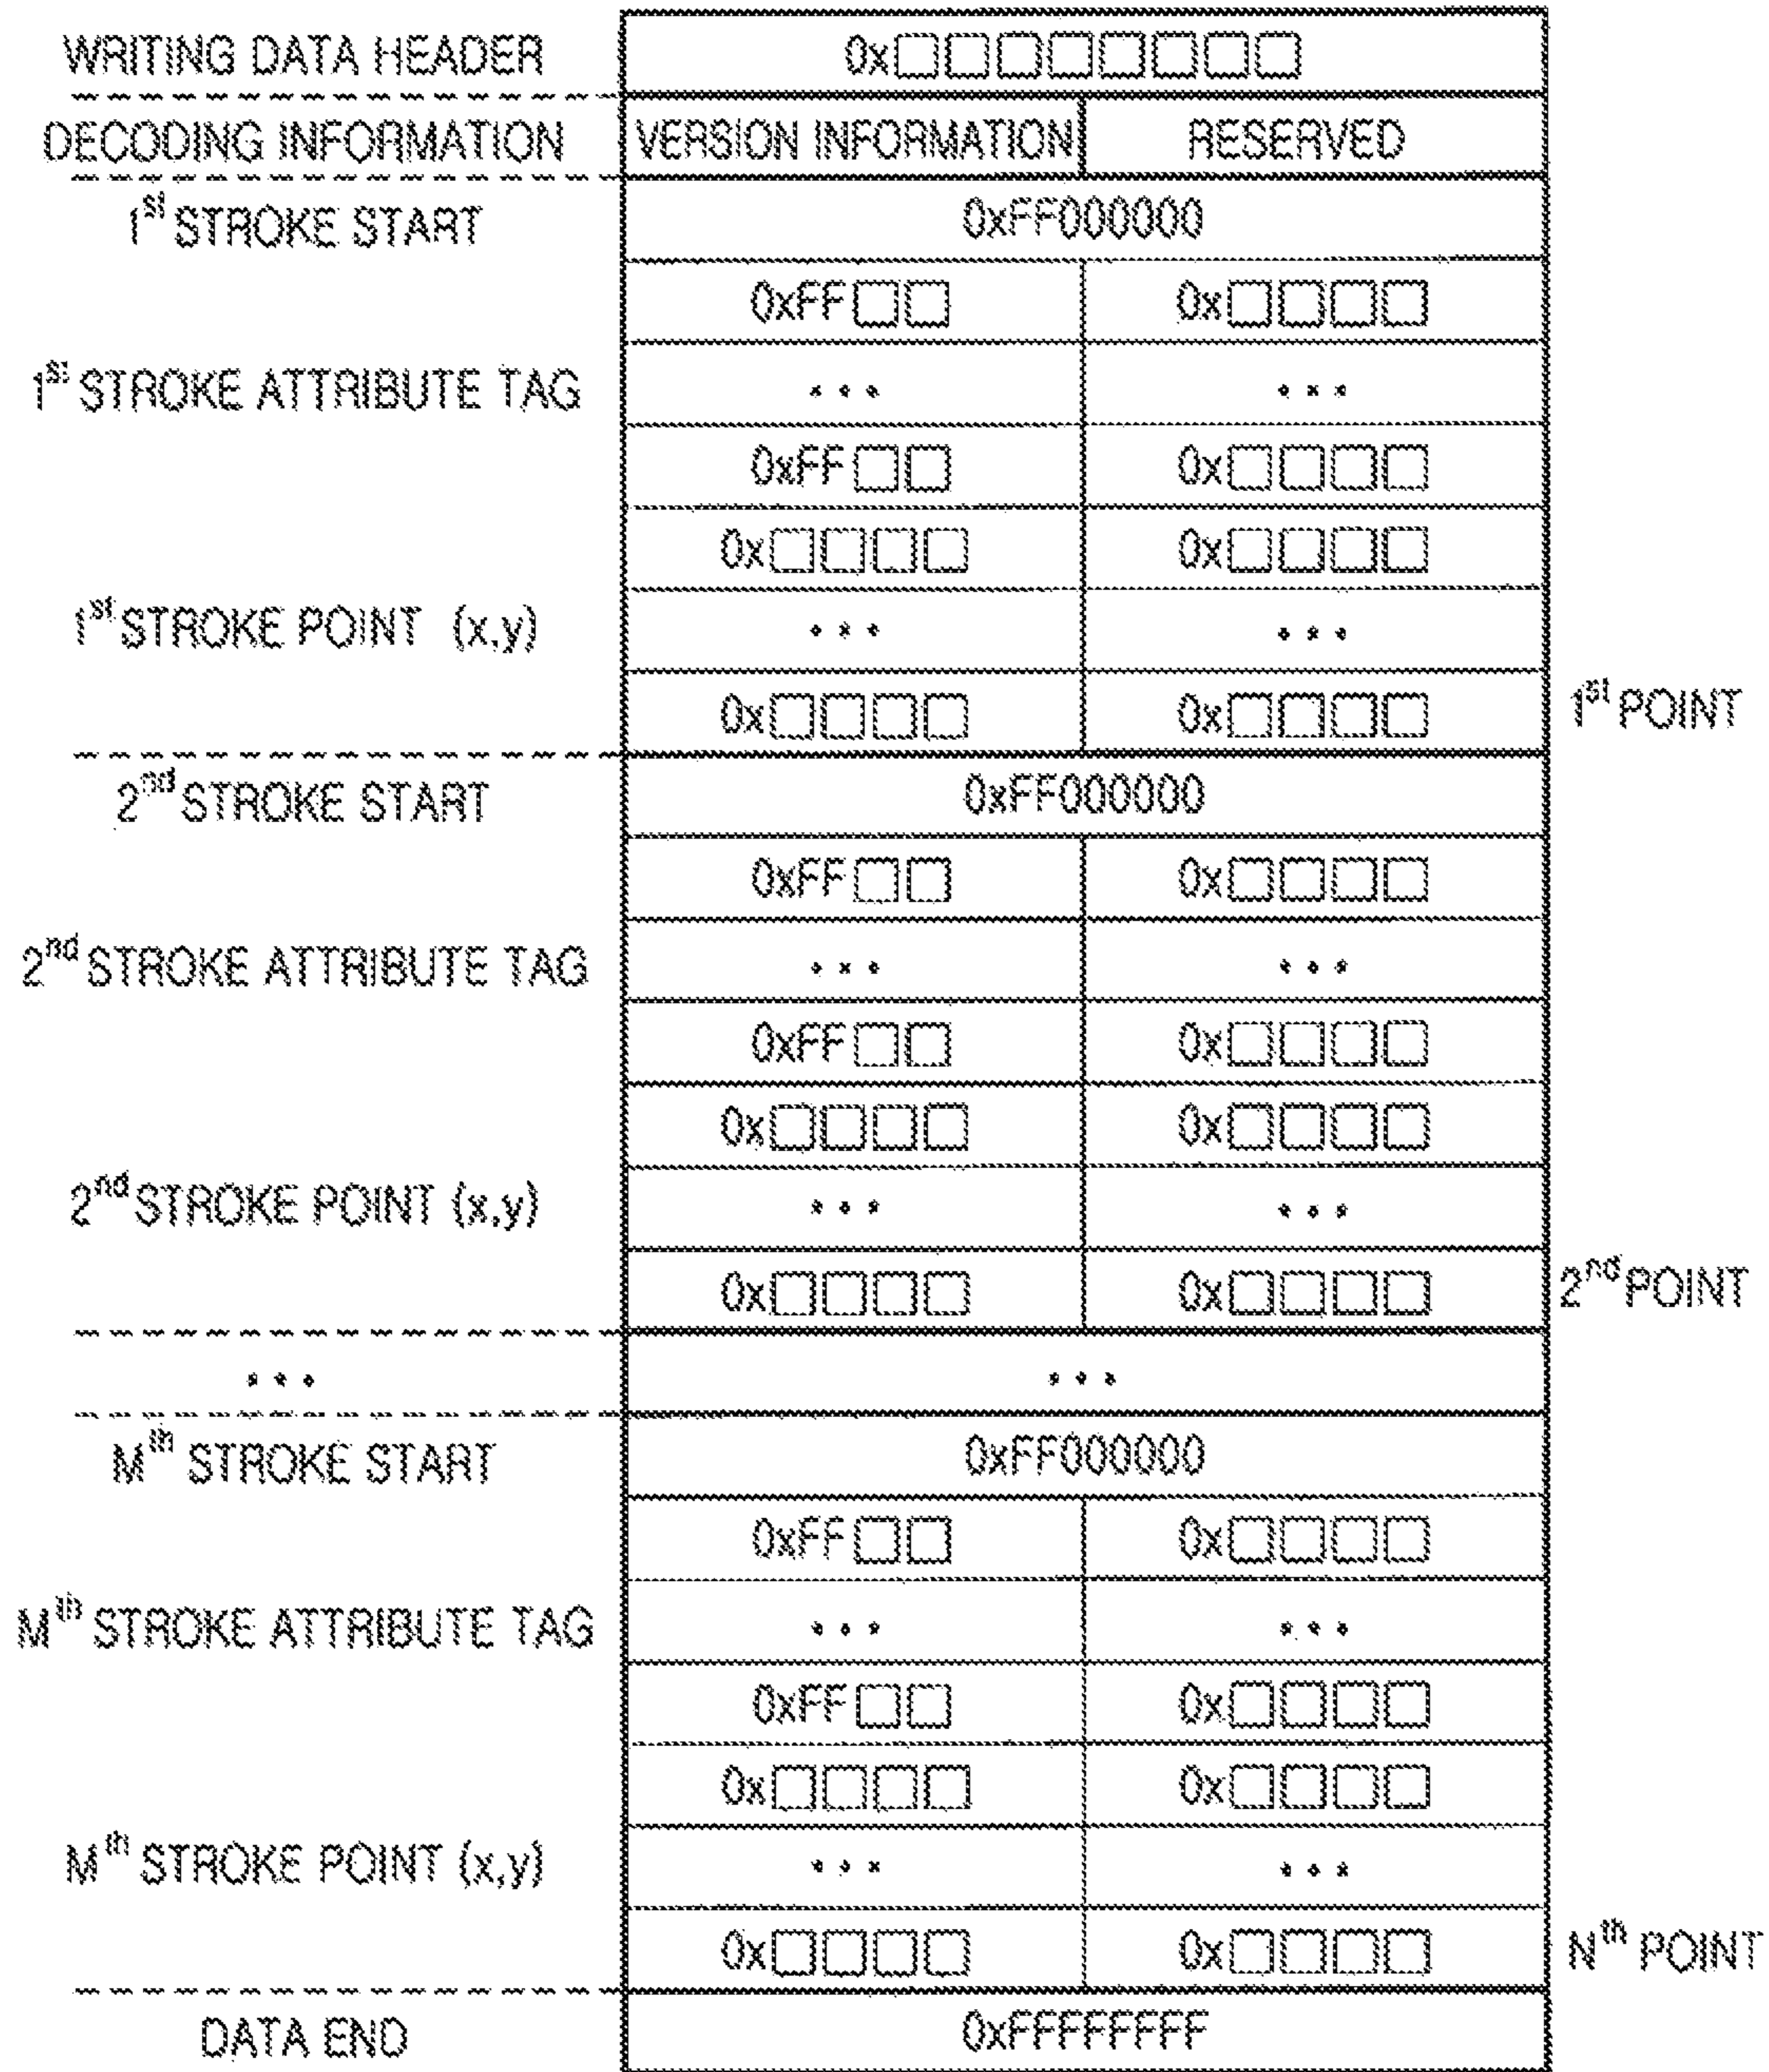 WRITING DATA HEADER 0x□□□□□□□□
DECODING INFORMATION VERSION INFORMATION RESERVED
1st STROKE START 0xFF000000
0xFF□□ 0x□□□□
1st STROKE ATTRIBUTE TAG ... ...
0xFF□□ 0x□□□□
0x□□□□ 0x□□□□
1st STROKE POINT (x,y) ... ...
0x□□□□ 0x□□□□ 1st POINT
2nd STROKE START 0xFF000000
0xFF□□ 0x□□□□
2nd STROKE ATTRIBUTE TAG ... ...
0xFF□□ 0x□□□□
0x□□□□ 0x□□□□
2nd STROKE POINT (x,y) ... ...
0x□□□□ 0x□□□□ 2nd POINT
... ...
Mth STROKE START 0xFF000000
0xFF□□ 0x□□□□
Mth STROKE ATTRIBUTE TAG ... ...
0xFF□□ 0x□□□□
0x□□□□ 0x□□□□
Mth STROKE POINT (x,y) ... ...
0x□□□□ 0x□□□□ Nth POINT
DATA END 0xFFFFFFFF